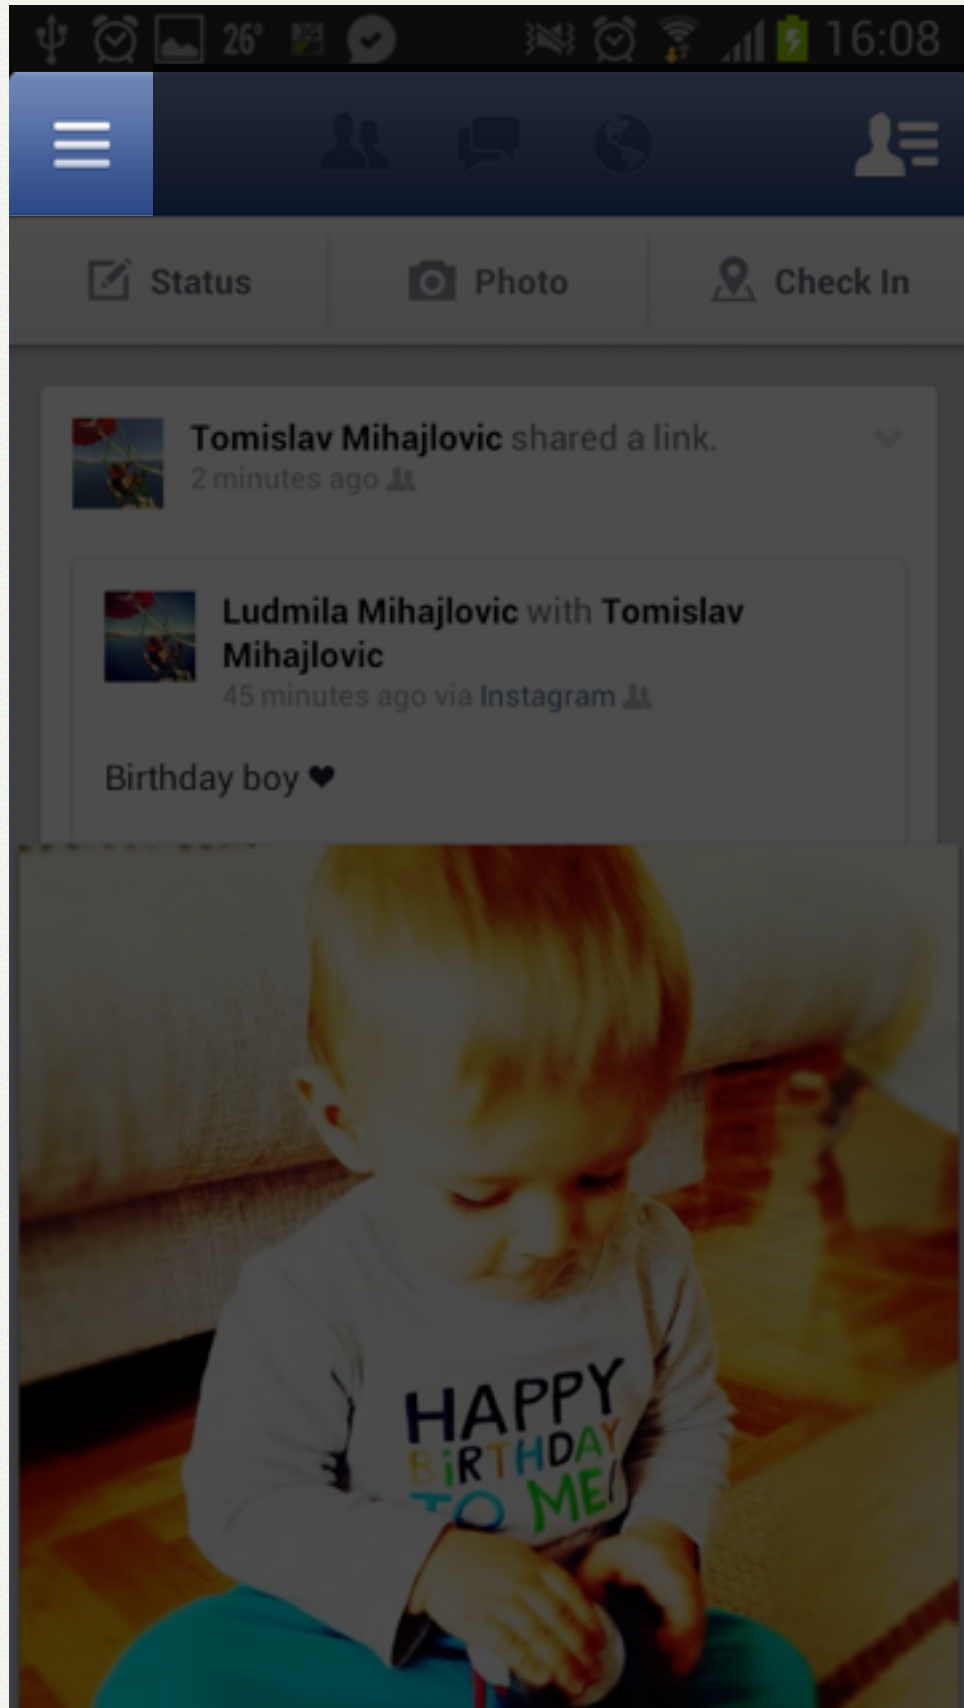 26° 16:08
Status Photo Check In
Tomislav Mihajlovic shared a link.
2 minutes ago
Ludmila Mihajlovic with Tomislav
Mihajlovic
45 minutes ago via Instagram
Birthday boy ♥
HAPPY
BiRTHDAY
TO ME!